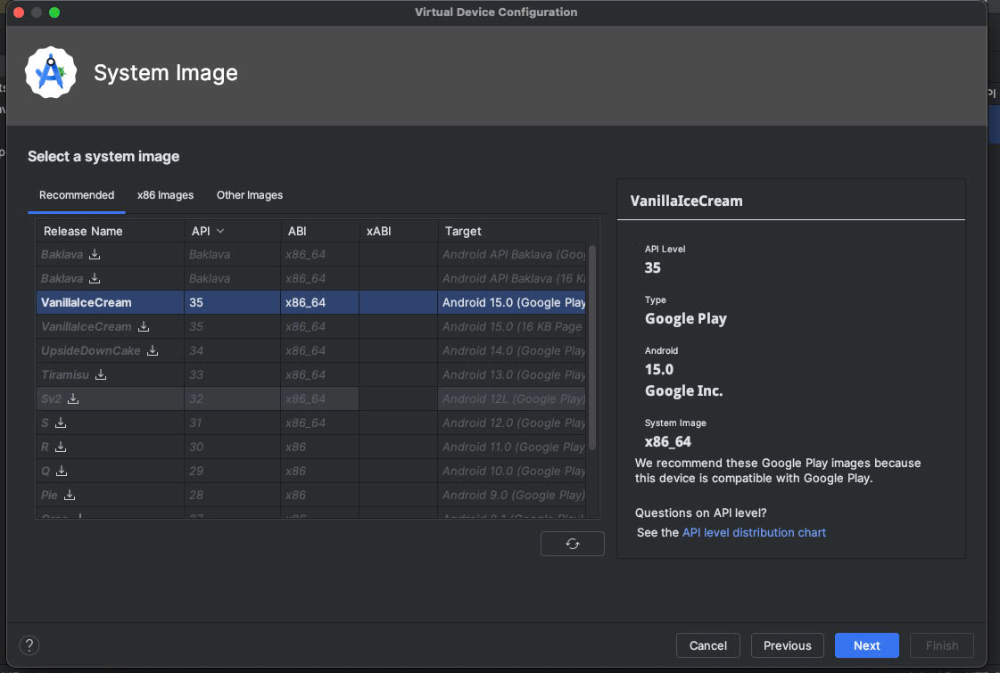 Virtual Device Configuration
System Image
Select a system image
Recommended x86 Images Other Images
Release Name API ABI xABI Target
Baklava Baklava x86_64 Android API Baklava (Goo
Baklava Baklava x86_64 Android API Baklava (16 K
VanillaIceCream 35 x86_64 Android 15.0 (Google Play
VanillaIceCream 35 x86_64 Android 15.0 (16 KB Page
UpsideDownCake 34 x86_64 Android 14.0 (Google Play
Tiramisu 33 x86_64 Android 13.0 (Google Play
Sv2 32 x86_64 Android 12L (Google Play)
S 31 x86_64 Android 12.0 (Google Play
R 30 x86 Android 11.0 (Google Play
Q 29 x86 Android 10.0 (Google Play
Pie 28 x86 Android 9.0 (Google Play)
VanillaIceCream
API Level
35
Type
Google Play
Android
15.0
Google Inc.
System Image
x86_64
We recommend these Google Play images because
this device is compatible with Google Play.
Questions on API level?
See the API level distribution chart
? Cancel Previous Next Finish